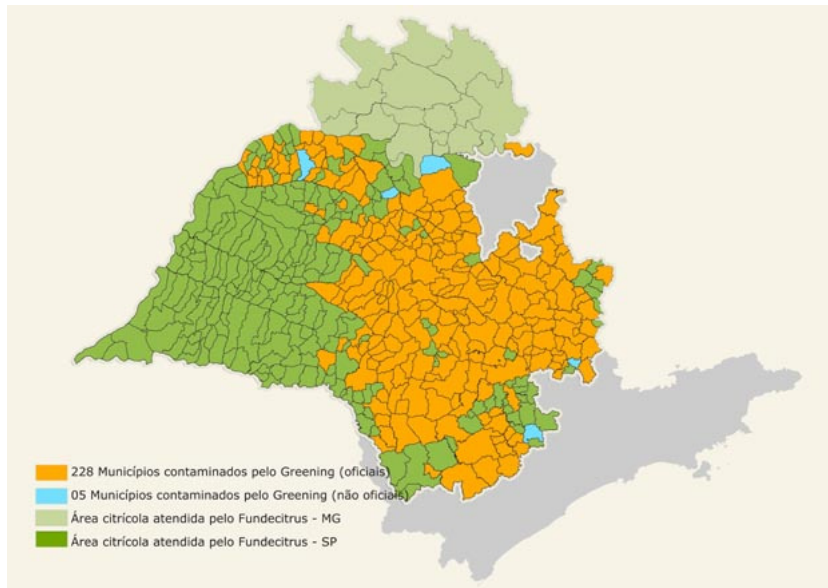 228 Municípios contaminados pelo Greening (oficiais)
05 Municípios contaminados pelo Greening (não oficiais)
Área citrícola atendida pelo Fundecitrus - MG
Área citrícola atendida pelo Fundecitrus - SP